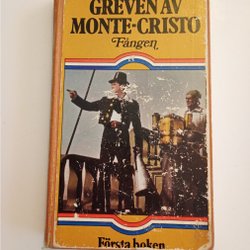 GREVEN AV
MONTE-CRISTO
Fången
Första boken